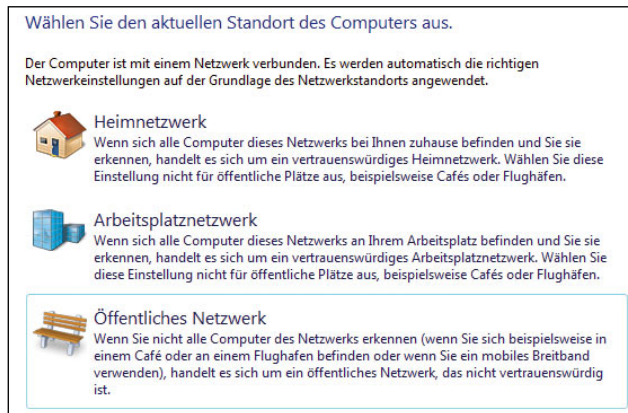 Wählen Sie den aktuellen Standort des Computers aus.
Der Computer ist mit einem Netzwerk verbunden. Es werden automatisch die richtigen
Netzwerkeinstellungen auf der Grundlage des Netzwerkstandorts angewendet.
Heimnetzwerk
Wenn sich alle Computer dieses Netzwerks bei Ihnen zuhause befinden und Sie sie
erkennen, handelt es sich um ein vertrauenswürdiges Heimnetzwerk. Wählen Sie diese
Einstellung nicht für öffentliche Plätze aus, beispielsweise Cafés oder Flughäfen.
Arbeitsplatznetzwerk
Wenn sich alle Computer dieses Netzwerks an Ihrem Arbeitsplatz befinden und Sie sie
erkennen, handelt es sich um ein vertrauenswürdiges Arbeitsplatznetzwerk. Wählen Sie
diese Einstellung nicht für öffentliche Plätze aus, beispielsweise Cafés oder Flughäfen.
Öffentliches Netzwerk
Wenn Sie nicht alle Computer des Netzwerks erkennen (wenn Sie sich beispielsweise in
einem Café oder an einem Flughafen befinden oder wenn Sie ein mobiles Breitband
verwenden), handelt es sich um ein öffentliches Netzwerk, das nicht vertrauenswürdig
ist.